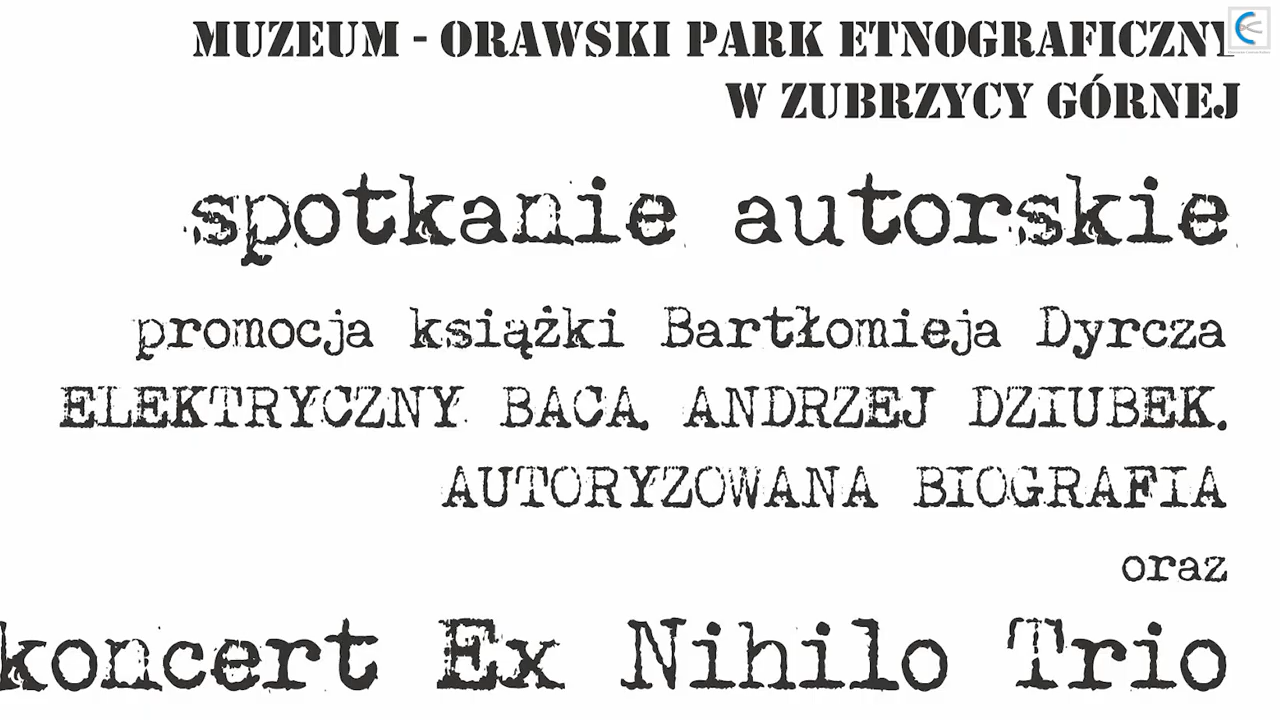 MUZEUM - ORAWSKI PARK ETNOGRAFICZNY
W ZUBRZYCY GÓRNEJ
spotkanie autorskie
promocja książki Bartłomieja Dyrcza
ELEKTRYCZNY BACA. ANDRZEJ DZIUBEK.
AUTORYZOWANA BIOGRAFIA
oraz
koncert Ex Nihilo Trio